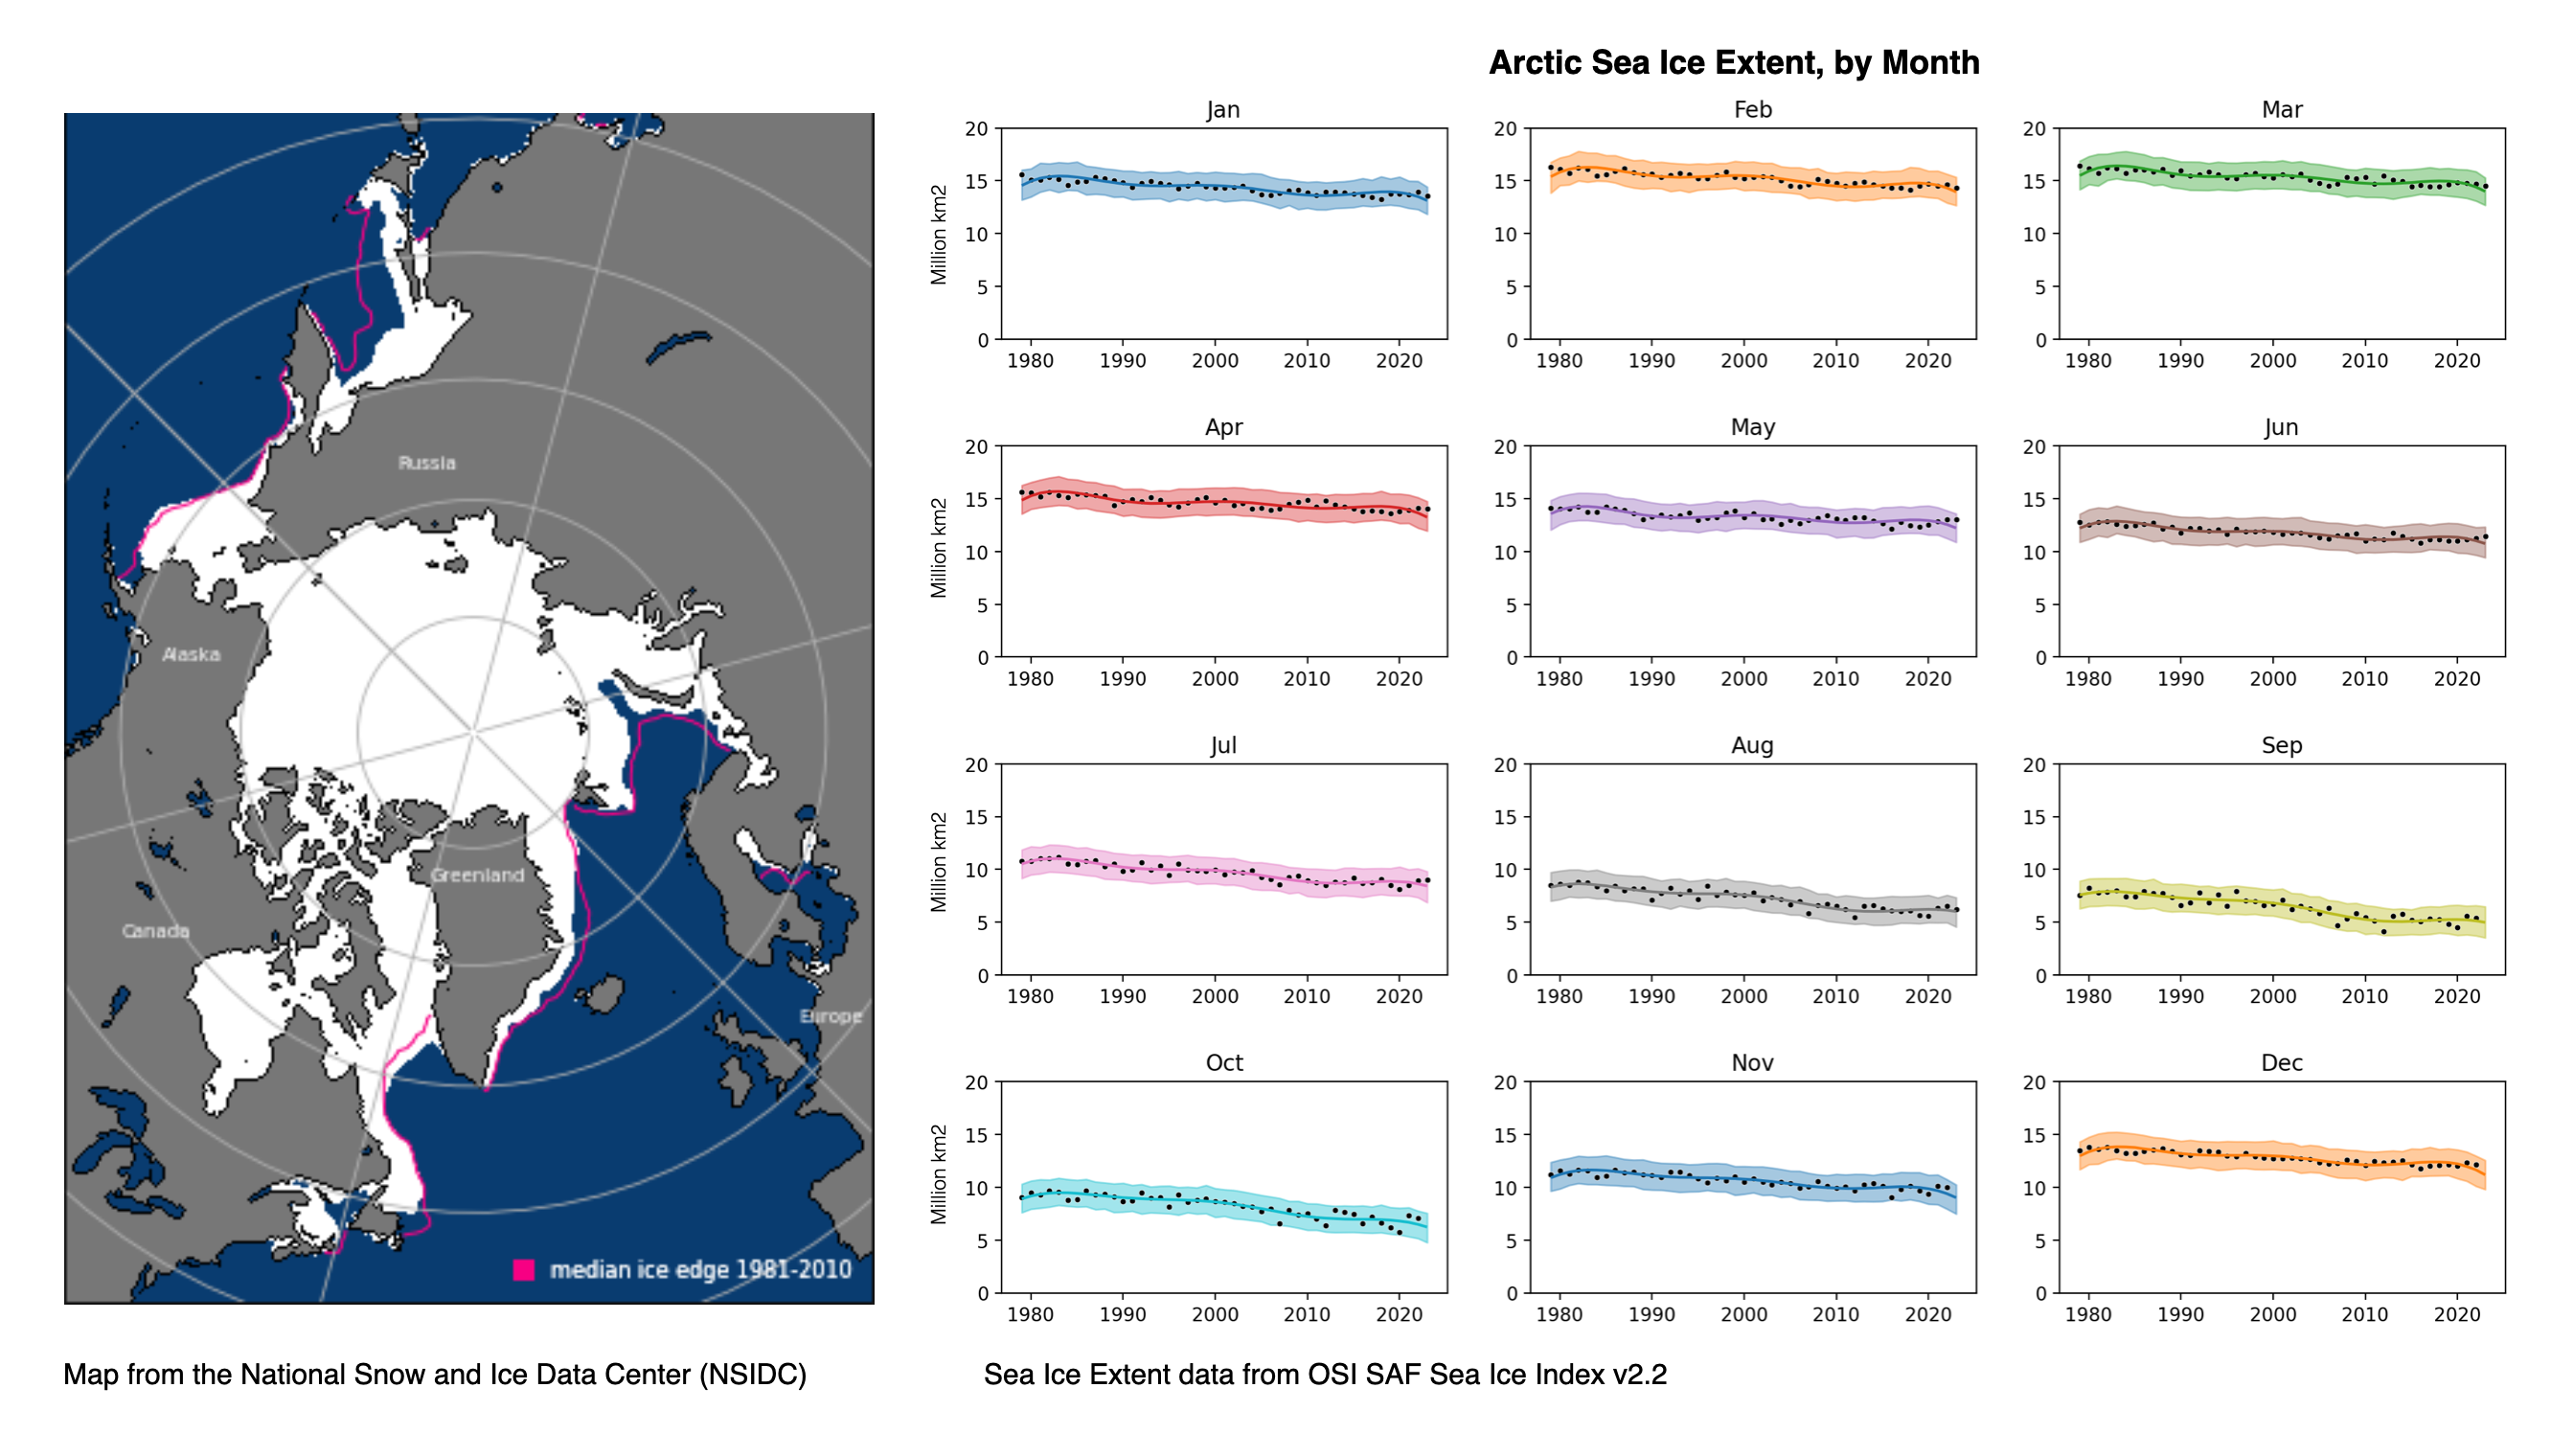 Arctic Sea Ice Extent, by Month
Russia
Alaska
Greenland
Canada
Europe
median ice edge 1981-2010
Map from the National Snow and Ice Data Center (NSIDC)
Jan
Feb
Mar
Million km2
20
15
10
5
0
20
15
10
5
0
20
15
10
5
0
1980 1990 2000 2010 2020
1980 1990 2000 2010 2020
1980 1990 2000 2010 2020
Apr
May
Jun
Million km2
20
15
10
5
0
20
15
10
5
0
20
15
10
5
0
1980 1990 2000 2010 2020
1980 1990 2000 2010 2020
1980 1990 2000 2010 2020
Jul
Aug
Sep
Million km2
20
15
10
5
0
20
15
10
5
0
20
15
10
5
0
1980 1990 2000 2010 2020
1980 1990 2000 2010 2020
1980 1990 2000 2010 2020
Oct
Nov
Dec
Million km2
20
15
10
5
0
20
15
10
5
0
20
15
10
5
0
1980 1990 2000 2010 2020
1980 1990 2000 2010 2020
1980 1990 2000 2010 2020
Sea Ice Extent data from OSI SAF Sea Ice Index v2.2